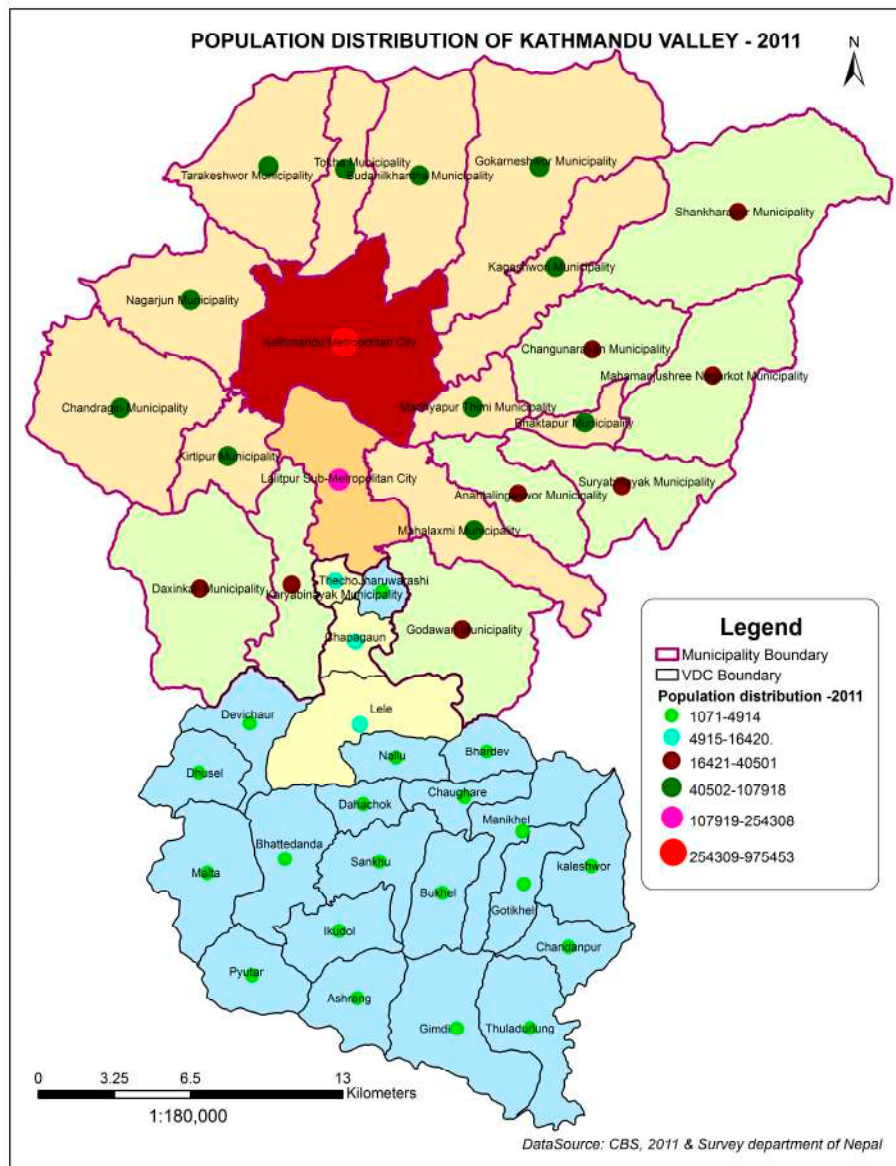 POPULATION DISTRIBUTION OF KATHMANDU VALLEY - 2011
N
Tarakeshwor Municipality
Tokha Municipality
Budanilkhantha Municipality
Gokarneshwor Municipality
Shankharapur Municipality
Kageshwori Municipality
Nagarjun Municipality
Kathmandu Metropolitan City
Changunarayan Municipality
Mahamanjushree Nagarkot Municipality
Chandragiri Municipality
Madhyapur Thimi Municipality
Bhaktapur Municipality
Kirtipur Municipality
Lalitpur Sub-Metropolitan City
Anantalingeshwor Municipality
Suryabinayak Municipality
Mahalaxmi Municipality
Daxinkali Municipality
Karyabinayak Municipality
Thecho
Jharuwarashi
Chapagaun
Godawari Municipality
Lele
Devichaur
Nallu
Bhardev
Dhusel
Dahachok
Chaughare
Manikhel
Bhattedanda
Sankhu
Malta
Bukhel
Gotikhel
kaleshwor
Ikudol
Chandanpur
Pyutar
Ashrang
Gimdi
Thuladurlung
Legend
Municipality Boundary
VDC Boundary
Population distribution -2011
1071-4914
4915-16420.
16421-40501
40502-107918
107919-254308
254309-975453
0 3.25 6.5 13
Kilometers
1:180,000
DataSource: CBS, 2011 & Survey department of Nepal